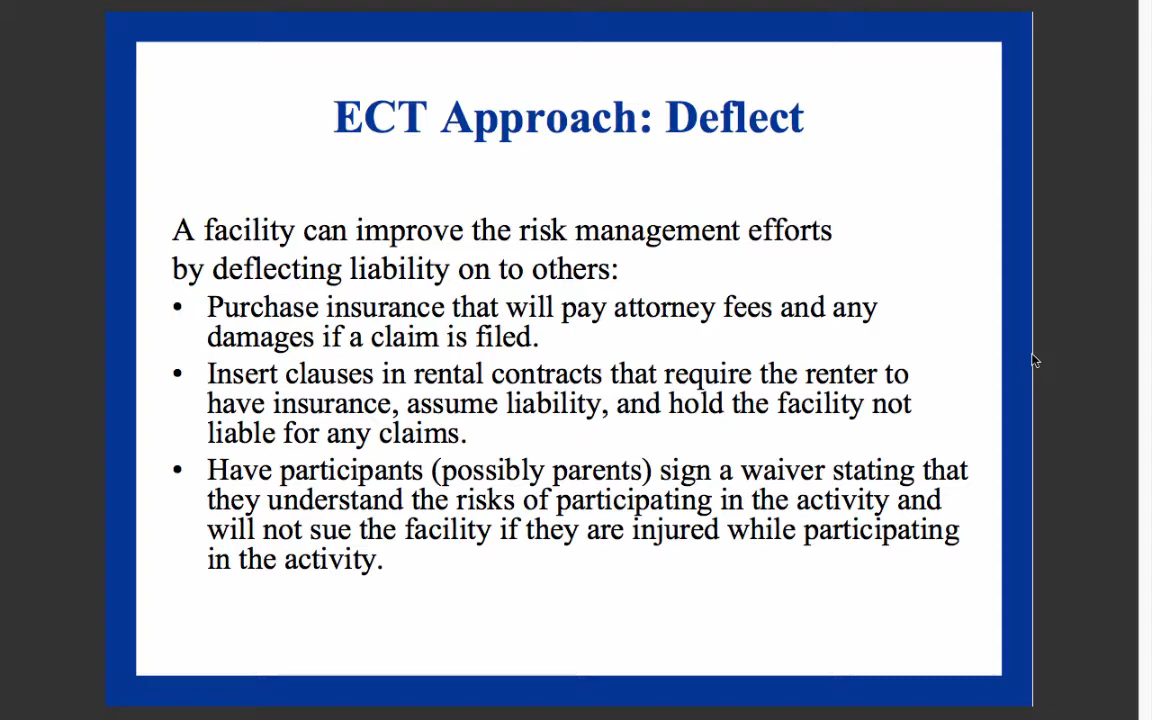 ECT Approach: Deflect
A facility can improve the risk management efforts
by deflecting liability on to others:
• Purchase insurance that will pay attorney fees and any
damages if a claim is filed.
• Insert clauses in rental contracts that require the renter to
have insurance, assume liability, and hold the facility not
liable for any claims.
• Have participants (possibly parents) sign a waiver stating that
they understand the risks of participating in the activity and
will not sue the facility if they are injured while participating
in the activity.